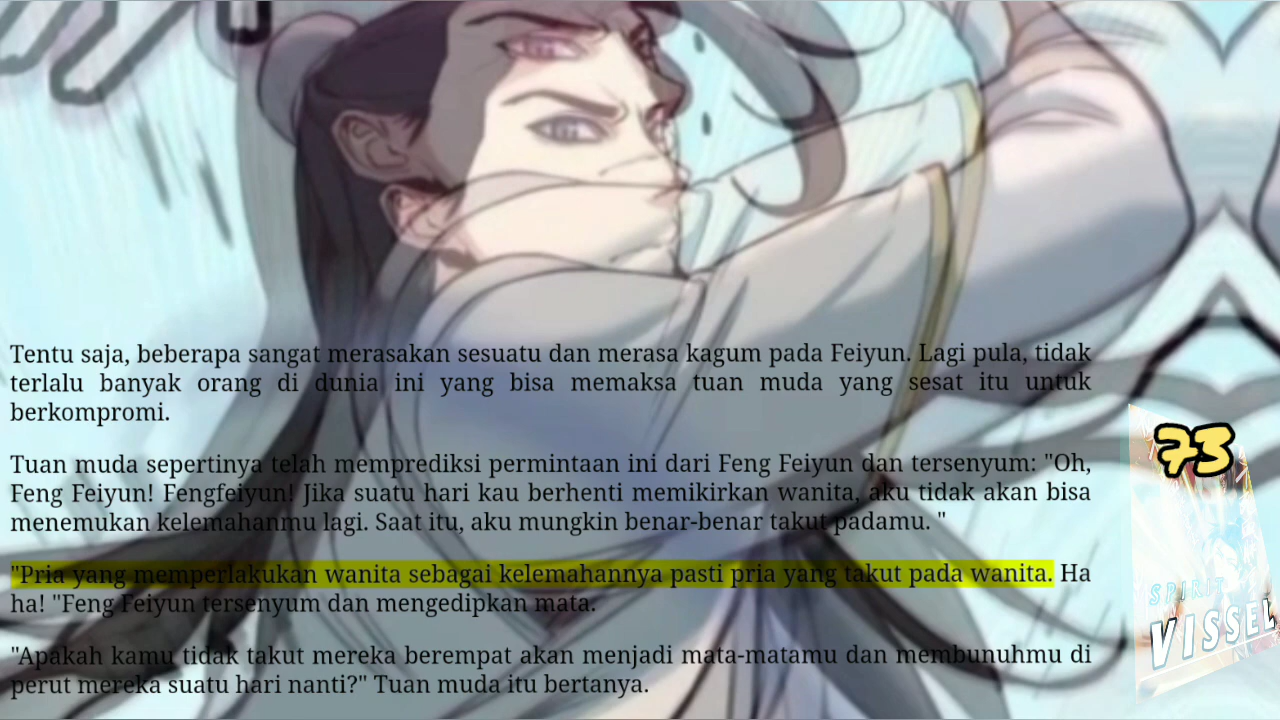 Tentu saja, beberapa sangat merasakan sesuatu dan merasa kagum pada Feiyun. Lagi pula, tidak
terlalu banyak orang di dunia ini yang bisa memaksa tuan muda yang sesat itu untuk
berkompromi.
Tuan muda sepertinya telah memprediksi permintaan ini dari Feng Feiyun dan tersenyum: "Oh,
Feng Feiyun! Fengfeiyun! Jika suatu hari kau berhenti memikirkan wanita, aku tidak akan bisa
menemukan kelemahanmu lagi. Saat itu, aku mungkin benar-benar takut padamu. "
"Pria yang memperlakukan wanita sebagai kelemahannya pasti pria yang takut pada wanita. Ha
ha! "Feng Feiyun tersenyum dan mengedipkan mata.
"Apakah kamu tidak takut mereka berempat akan menjadi mata-matamu dan membunuhmu di
perut mereka suatu hari nanti?" Tuan muda itu bertanya.
73
SPIRIT
VISSEL